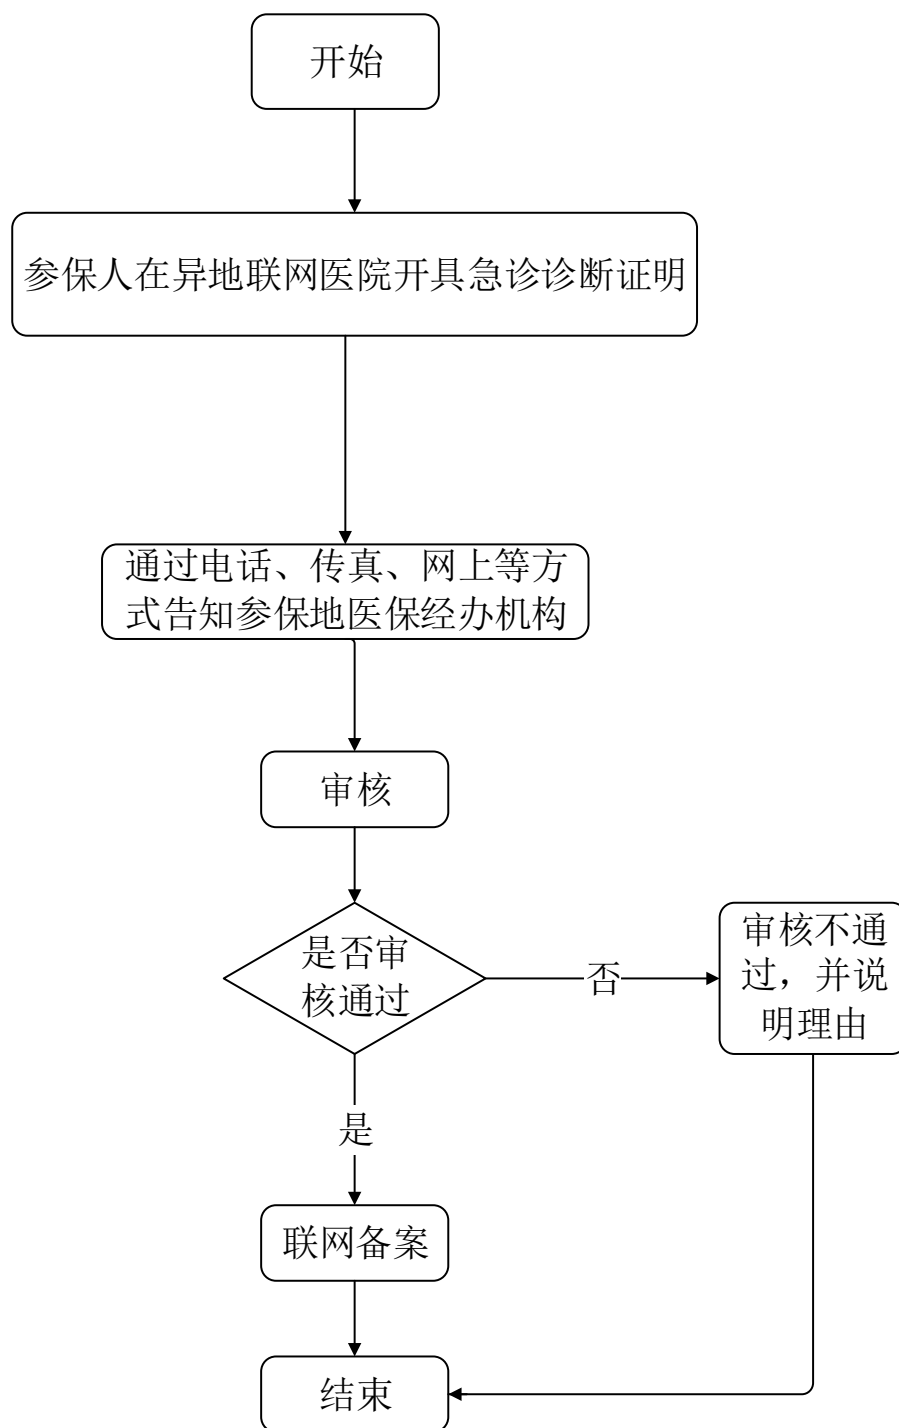 开始
参保人在异地联网医院开具急诊诊断证明
通过电话、传真、网上等方
式告知参保地医保经办机构
审核
是否审
核通过
否
审核不通
过，并说
明理由
是
联网备案
结束